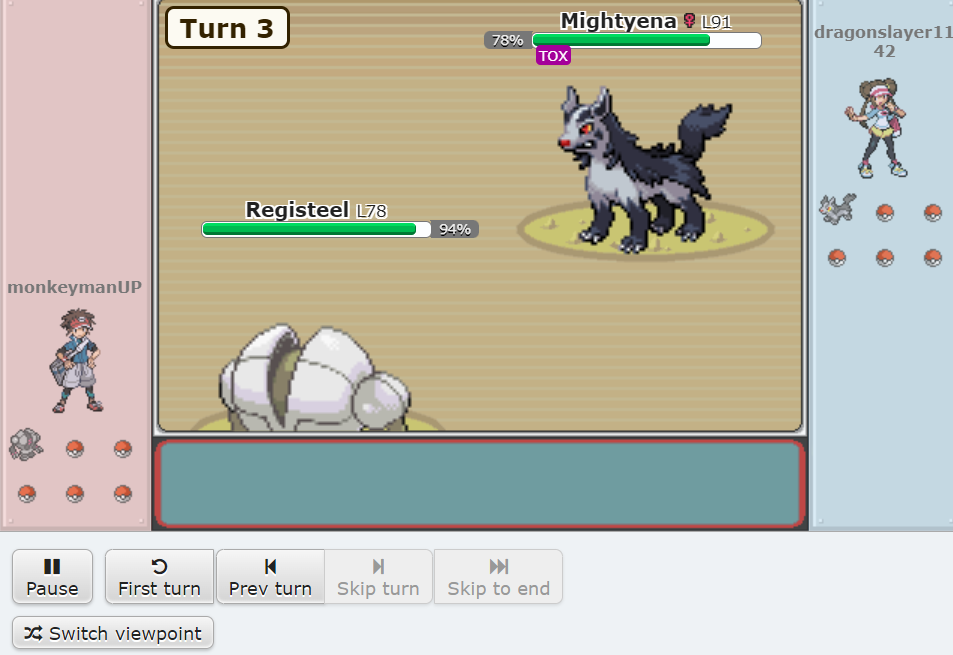 Turn 3
Mightyena L91
78%
TOX
dragonslayer11
42
Registeel L78
94%
monkeymanUP
Pause
First turn
Prev turn
Skip turn
Skip to end
Switch viewpoint